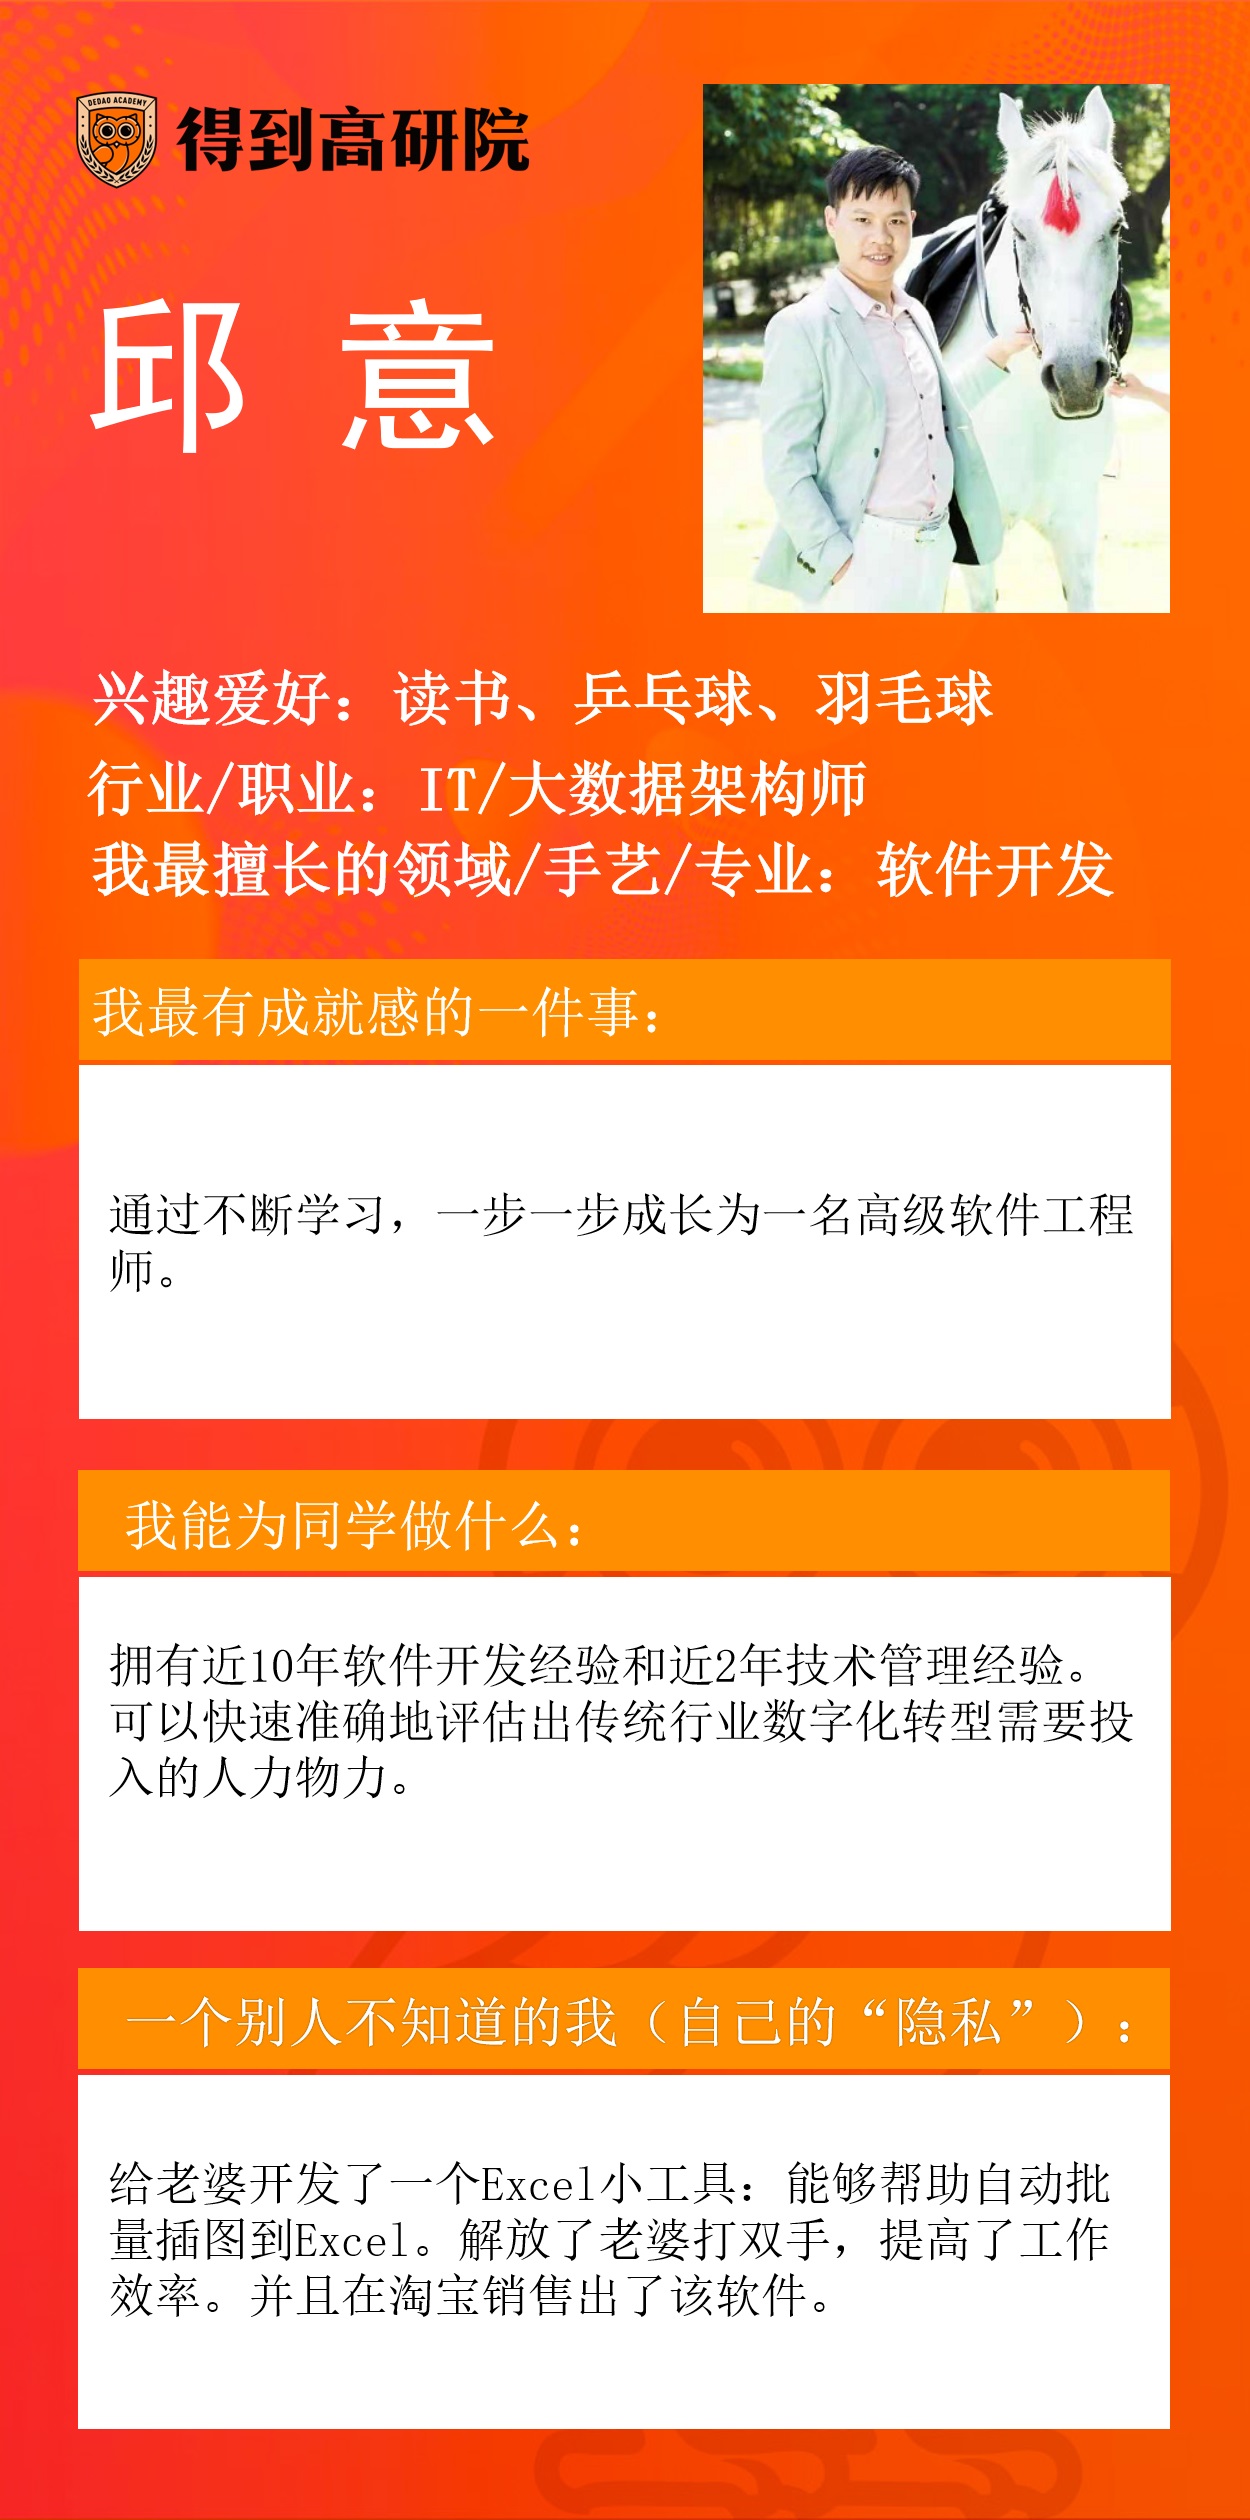 DEDAO ACADEMY
得到高研院
邱 意
兴趣爱好：读书、乒乓球、羽毛球
行业/职业：IT/大数据架构师
我最擅长的领域/手艺/专业：软件开发
我最有成就感的一件事：
通过不断学习，一步一步成长为一名高级软件工程
师。
我能为同学做什么：
拥有近10年软件开发经验和近2年技术管理经验。
可以快速准确地评估出传统行业数字化转型需要投
入的人力物力。
一个别人不知道的我（自己的“隐私”）：
给老婆开发了一个Excel小工具：能够帮助自动批
量插图到Excel。解放了老婆打双手，提高了工作
效率。并且在淘宝销售出了该软件。